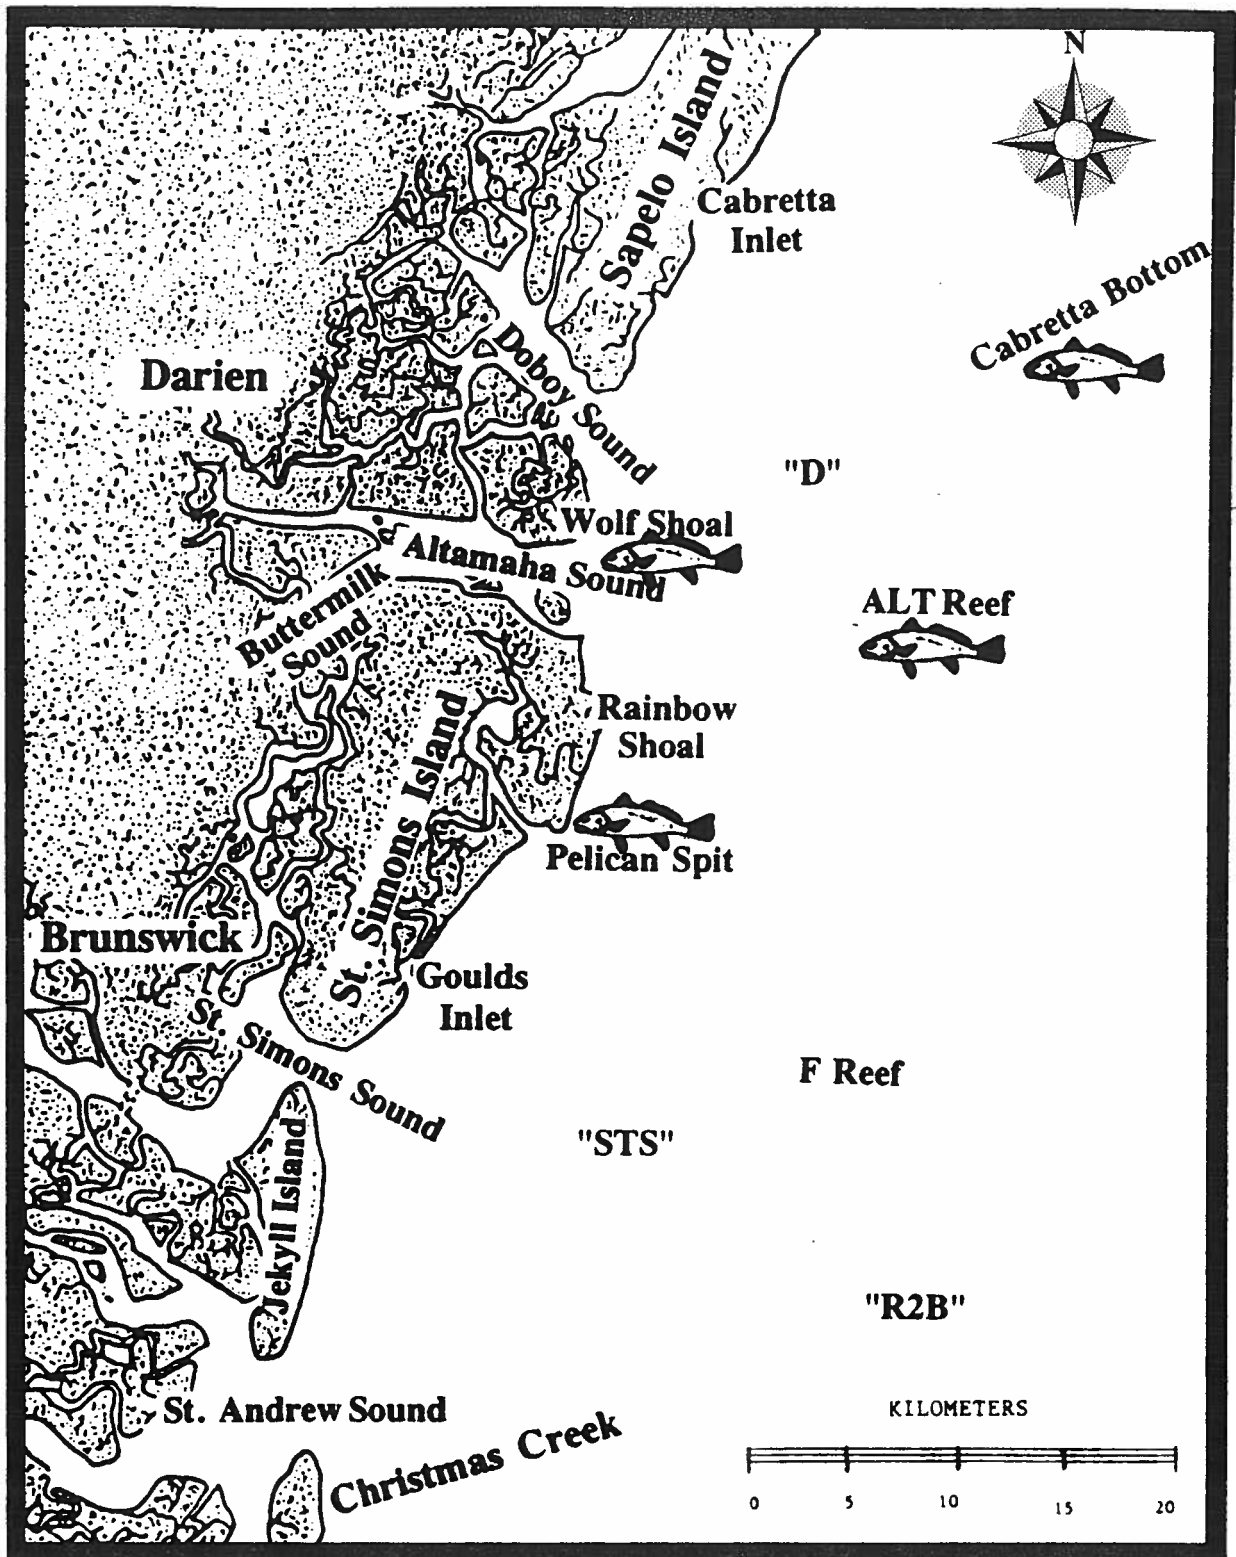 N
Sapelo Island
Cabretta
Inlet
Cabretta Bottom
Darien
Doboy Sound
"D"
Wolf Shoal
Altamaha Sound
Buttermilk
Sound
ALT Reef
Rainbow
Shoal
St. Simons Island
Pelican Spit
Brunswick
Goulds
Inlet
St. Simons Sound
F Reef
"STS"
Jekyll Island
"R2B"
St. Andrew Sound
Christmas Creek
KILOMETERS
0 5 10 15 20